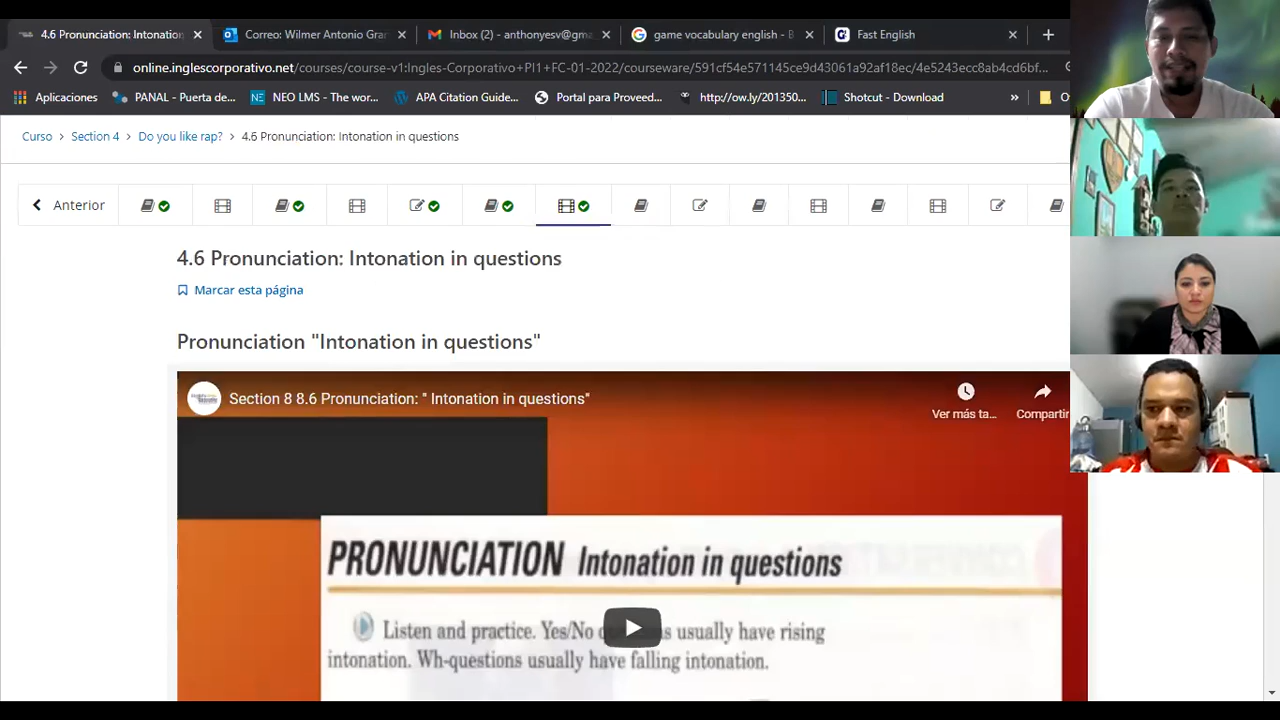 4.6 Pronunciation: Intonation
Correo: Wilmer Antonio Gra
Inbox (2) - anthonyesv@gma
game vocabulary english - B
Fast English
online.inglescorporativo.net/courses/course-v1:Ingles-Corporativo+PI1+FC-01-2022/courseware/591cf54e571145ce9d43061a92af18ec/4e5243ecc8ab4cd6bf...
Aplicaciones
PANAL - Puerta de...
NEO LMS - The wor...
APA Citation Guide...
Portal para Proveed...
http://ow.ly/201350...
Shotcut - Download
»
Curso > Section 4 > Do you like rap? > 4.6 Pronunciation: Intonation in questions
Anterior
4.6 Pronunciation: Intonation in questions
Marcar esta página
Pronunciation "Intonation in questions"
Section 8 8.6 Pronunciation: " Intonation in questions"
Ver más ta...
Compartir
PRONUNCIATION Intonation in questions
Listen and practice. Yes/No usually have rising
intonation. Wh-questions usually have falling intonation.